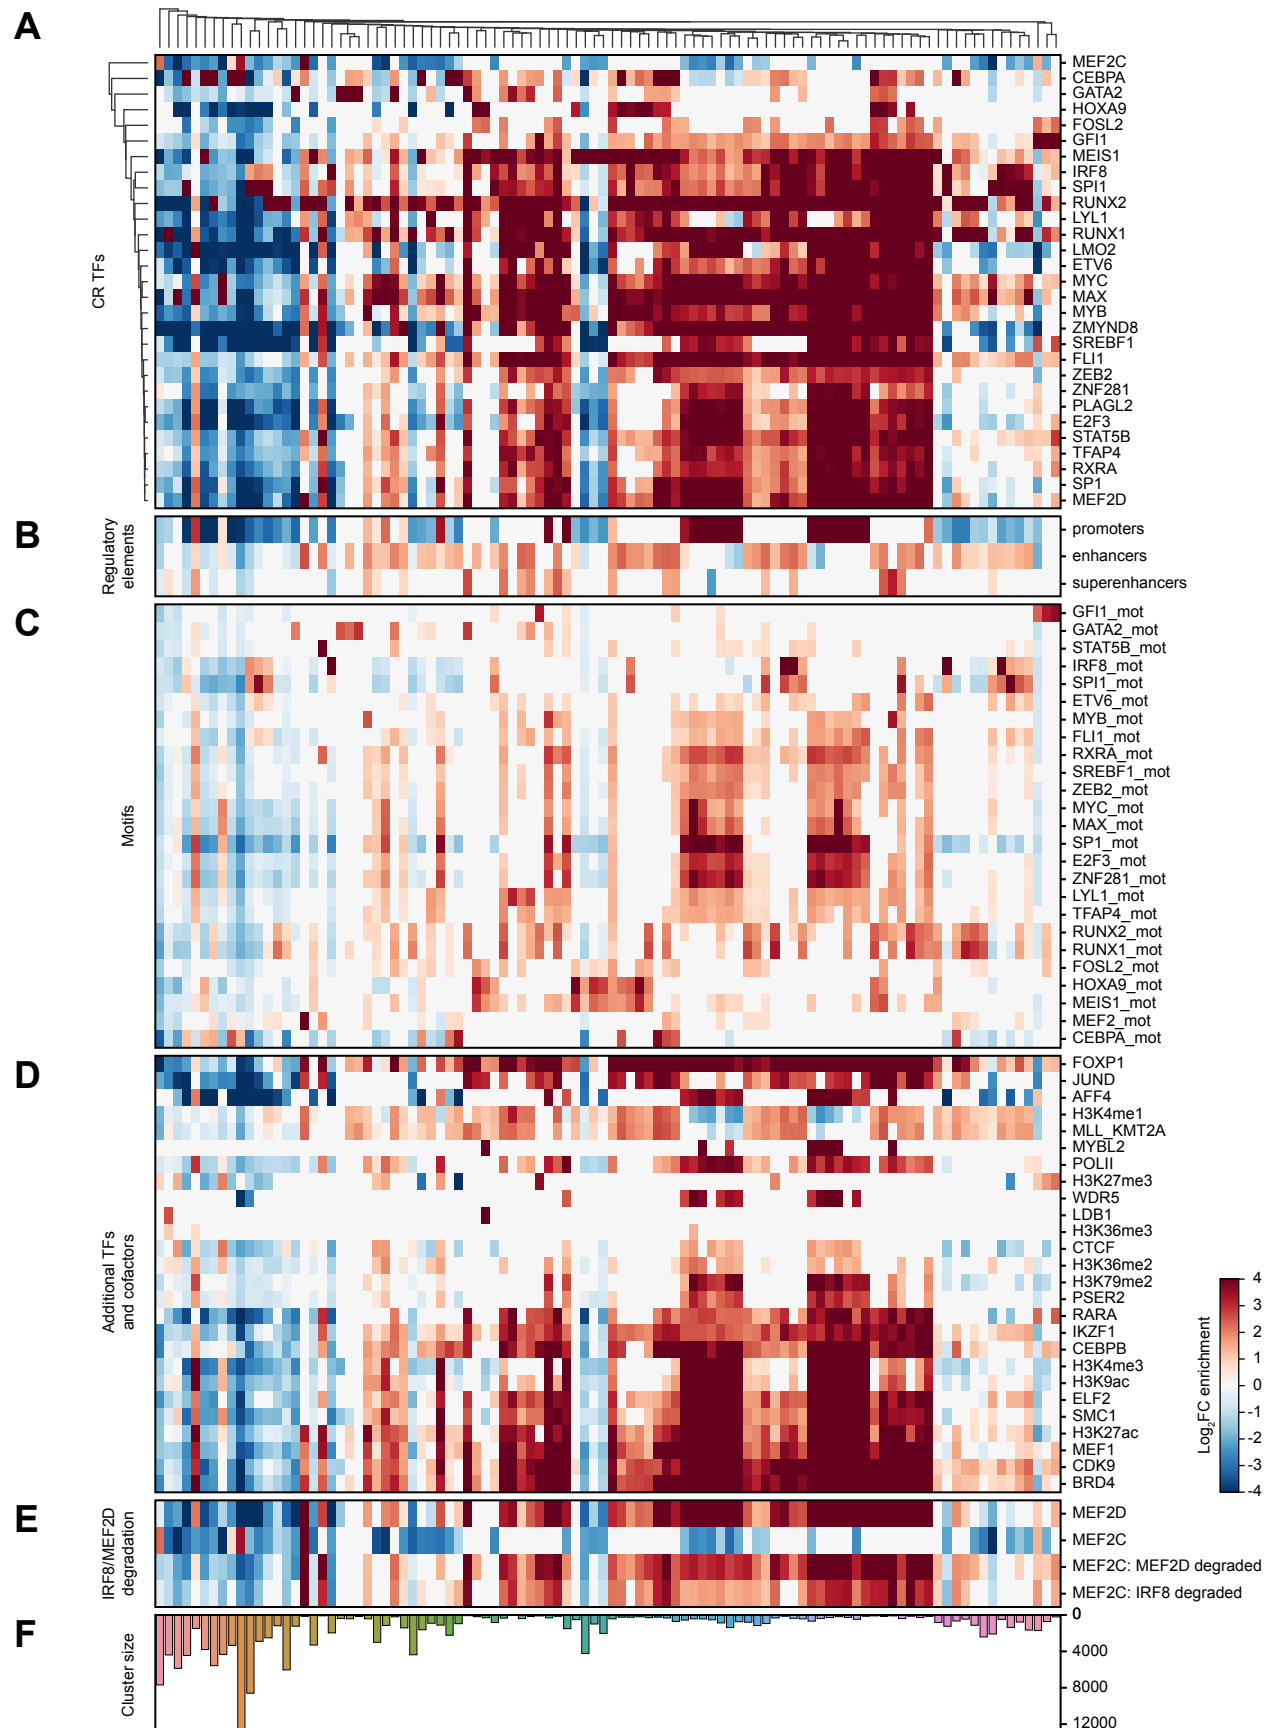 A
CR TFs
MEF2C
CEBPA
GATA2
HOXA9
FOSL2
GFI1
MEIS1
IRF8
SPI1
RUNX2
LYL1
RUNX1
LMO2
ETV6
MYC
MAX
MYB
ZMYND8
SREBF1
FLI1
ZEB2
ZNF281
PLAGL2
E2F3
STAT5B
TFAP4
RXRA
SP1
MEF2D
B
Regulatory
elements
promoters
enhancers
superenhancers
C
Motifs
GFI1_mot
GATA2_mot
STAT5B_mot
IRF8_mot
SPI1_mot
ETV6_mot
MYB_mot
FLI1_mot
RXRA_mot
SREBF1_mot
ZEB2_mot
MYC_mot
MAX_mot
SP1_mot
E2F3_mot
ZNF281_mot
LYL1_mot
TFAP4_mot
RUNX2_mot
RUNX1_mot
FOSL2_mot
HOXA9_mot
MEIS1_mot
MEF2_mot
CEBPA_mot
D
Additional TFs
and cofactors
FOXP1
JUND
AFF4
H3K4me1
MLL_KMT2A
MYBL2
POLII
H3K27me3
WDR5
LDB1
H3K36me3
CTCF
H3K36me2
H3K79me2
PSER2
RARA
IKZF1
CEBPB
H3K4me3
H3K9ac
ELF2
SMC1
H3K27ac
MEF1
CDK9
BRD4
Log2FC enrichment
4
3
2
1
0
-1
-2
-3
-4
E
IRF8/MEF2D
degradation
MEF2D
MEF2C
MEF2C: MEF2D degraded
MEF2C: IRF8 degraded
F
Cluster size
0
4000
8000
12000